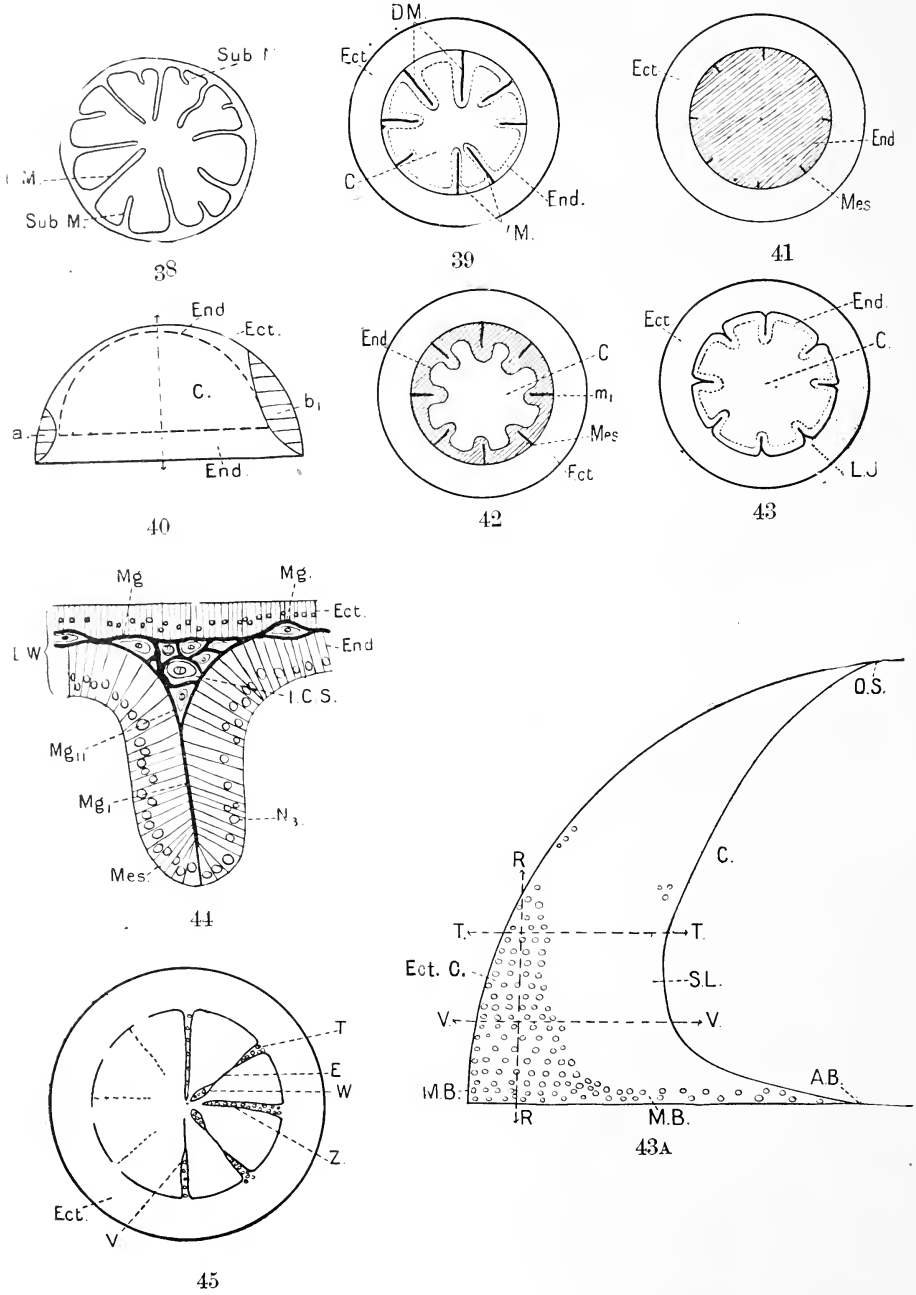 Sub
M.
Sub M.
38
D.M.
Ect.
C.
End.
M.
39
Ect.
End
Mes
41
End
Ect.
C.
a.
b1
End.
40
End
C
m1
Mes
Ect
42
End.
Ect
C.
L.J
43
Mg
Mg.
Ect.
End
W
I.C.S.
Mg11
Mg1
N3.
Mes.
44
O.S.
C.
R
T.
T.
Ect. C.
S.L.
V.
V.
M.B.
A.B.
R
M.B.
43A
T
E
W
Z.
Ect.
V.
45